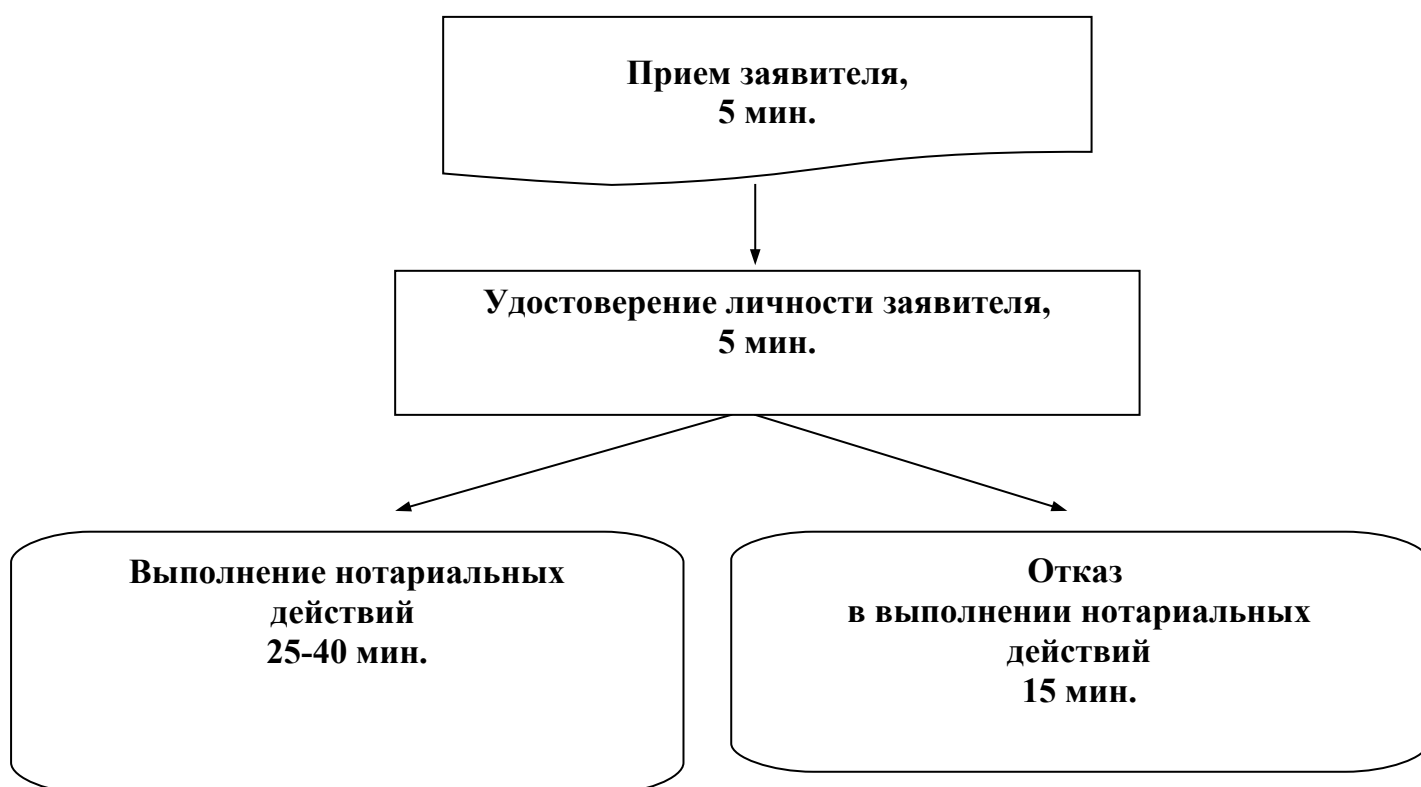 Прием заявителя,
5 мин.
Удостоверение личности заявителя,
5 мин.
Выполнение нотариальных
действий
25-40 мин.
Отказ
в выполнении нотариальных
действий
15 мин.